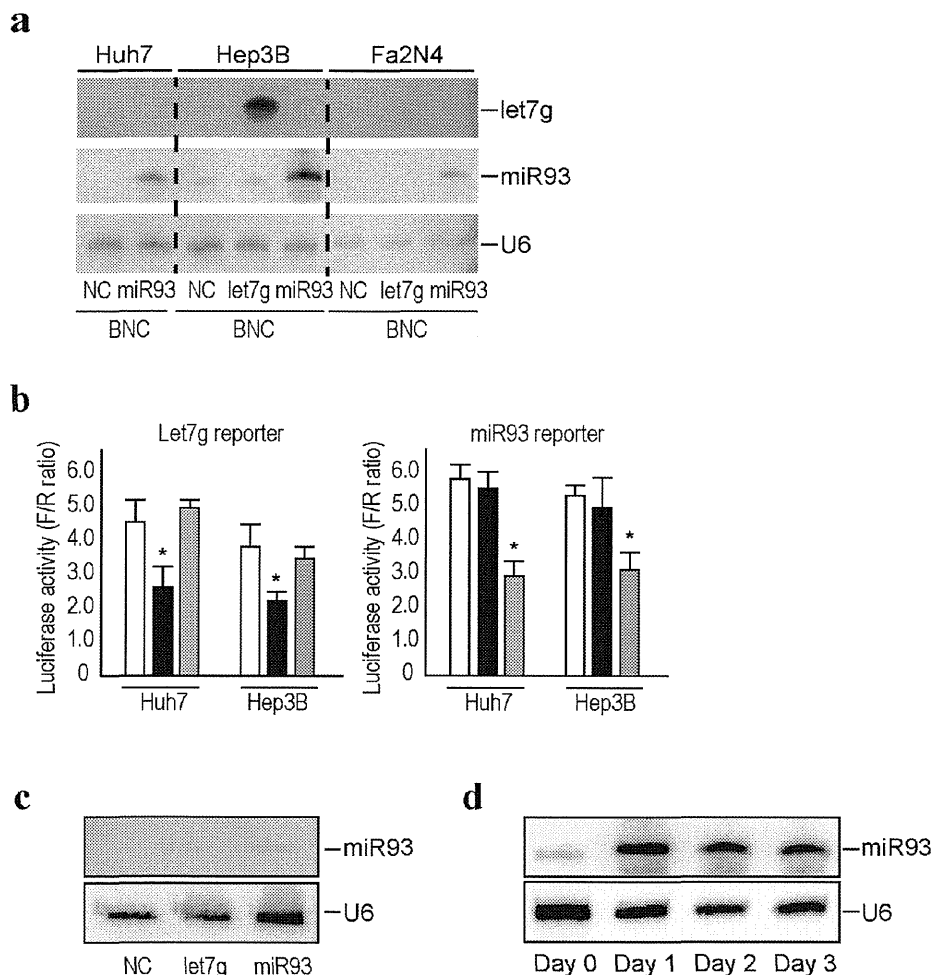 a
Huh7 Hep3B Fa2N4
let7g
miR93
U6
NC miR93 NC let7g miR93 NC let7g miR93
BNC BNC BNC
b
Let7g reporter
Luciferase activity (F/R ratio)
6.0
5.0
4.0
3.0
2.0
1.0
0
* *
Huh7 Hep3B
miR93 reporter
Luciferase activity (F/R ratio)
6.0
5.0
4.0
3.0
2.0
1.0
0
* *
Huh7 Hep3B
c
miR93
U6
NC let7g miR93
d
miR93
U6
Day 0 Day 1 Day 2 Day 3